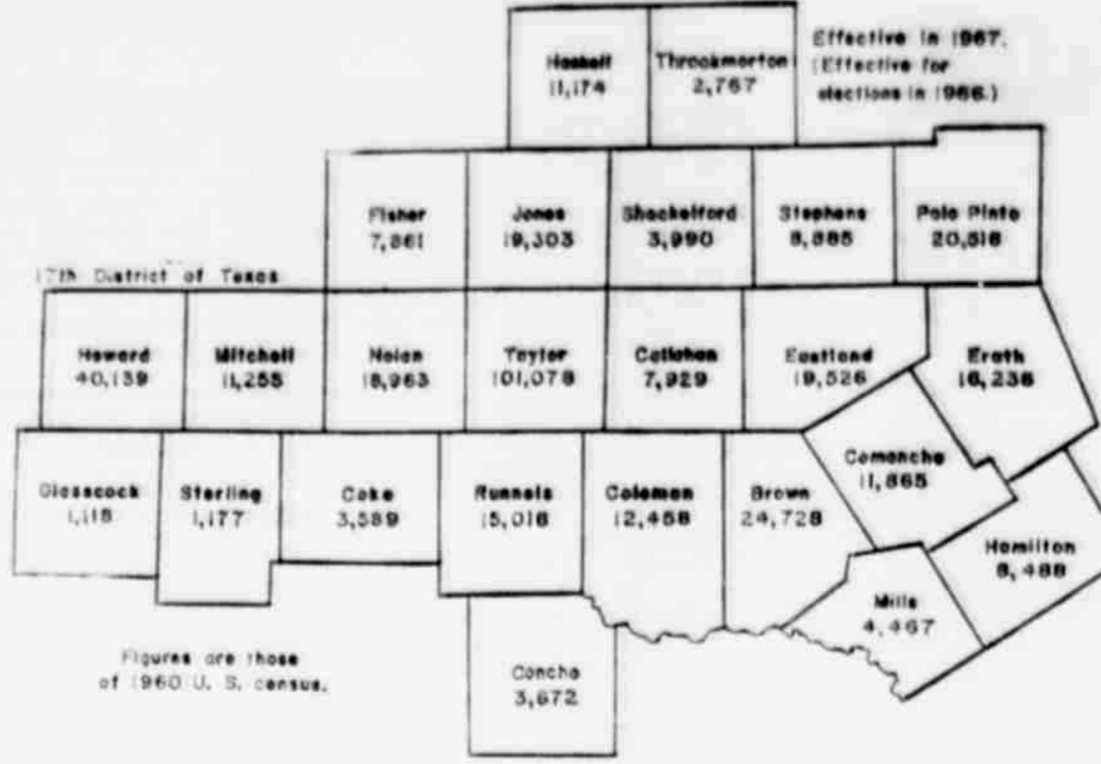 Haskell
11,174
Throckmorton
2,767
Effective in 1967.
(Effective for
elections in 1966.)
Fisher
7,861
Jones
19,303
Shackelford
3,990
Stephens
8,885
Palo Pinto
20,516
17th District of Texas
Howard
40,139
Mitchell
11,255
Nolan
18,963
Taylor
101,078
Callahan
7,929
Eastland
19,526
Erath
16,236
Glasscock
1,118
Sterling
1,177
Coke
3,589
Runnels
15,016
Coleman
12,458
Brown
24,728
Comanche
11,865
Hamilton
8,488
Mills
4,467
Concho
3,672
Figures are those
of 1960 U. S. census.